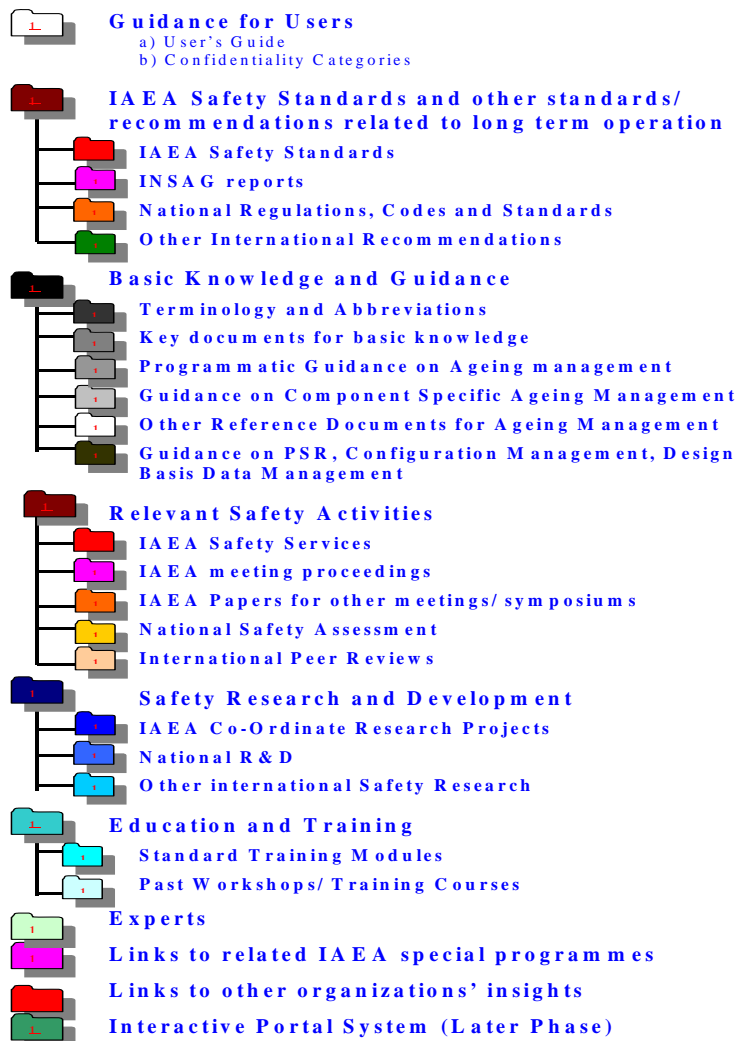 Guidance for Users
a) User's Guide
b) Confidentiality Categories
IAEA Safety Standards and other standards/
recommendations related to long term operation
IAEA Safety Standards
INSAG reports
National Regulations, Codes and Standards
Other International Recommendations
Basic Knowledge and Guidance
Terminology and Abbreviations
Key documents for basic knowledge
Programmatic Guidance on Ageing management
Guidance on Component Specific Ageing Management
Other Reference Documents for Ageing Management
Guidance on PSR, Configuration Management, Design
Basis Data Management
Relevant Safety Activities
IAEA Safety Services
IAEA meeting proceedings
IAEA Papers for other meetings/symposiums
National Safety Assessment
International Peer Reviews
Safety Research and Development
IAEA Co-Ordinate Research Projects
National R&D
Other international Safety Research
Education and Training
Standard Training Modules
Past Workshops/Training Courses
Experts
Links to related IAEA special programmes
Links to other organizations' insights
Interactive Portal System (Later Phase)